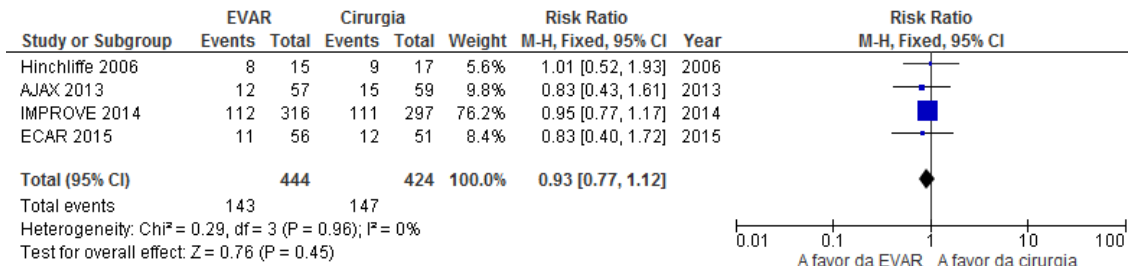 EVAR Cirurgia Risk Ratio Risk Ratio
Study or Subgroup Events Total Events Total Weight M-H, Fixed, 95% CI Year M-H, Fixed, 95% CI
Hinchliffe 2006 8 15 9 17 5.6% 1.01 [0.52, 1.93] 2006
AJAX 2013 12 57 15 59 9.8% 0.83 [0.43, 1.61] 2013
IMPROVE 2014 112 316 111 297 76.2% 0.95 [0.77, 1.17] 2014
ECAR 2015 11 56 12 51 8.4% 0.83 [0.40, 1.72] 2015
Total (95% CI) 444 424 100.0% 0.93 [0.77, 1.12]
Total events 143 147
Heterogeneity: Chi² = 0.29, df = 3 (P = 0.96); I² = 0%
Test for overall effect: Z = 0.76 (P = 0.45)
0.01 0.1 1 10 100
A favor da EVAR A favor da cirurgia